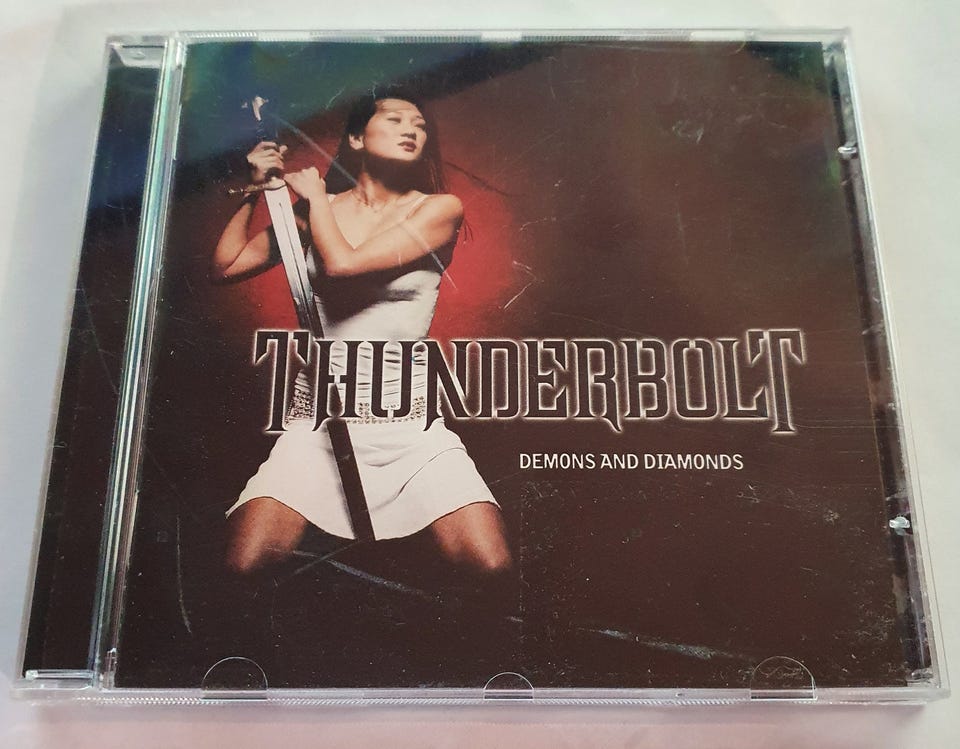 THUNDERBOLT
DEMONS AND DIAMONDS